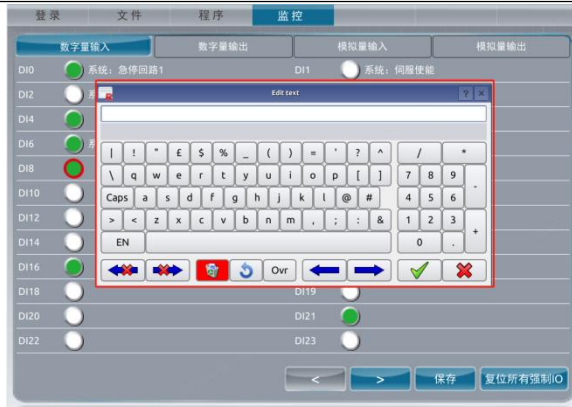 登录 文件 程序 监控
数字量输入 数字量输出 模拟量输入 模拟量输出
DI0 系统：急停回路1 DI1 系统：伺服使能
DI2
DI4
DI6
DI8
DI10
DI12
DI14
DI16
DI18 DI19
DI20 DI21
DI22 DI23
Edit text ? ×
| ! " £ $ % _ ( ) = ' ? ^ / *
\ q w e r t y u i o p [ ] 7 8 9 -
Caps a s d f g h j k l @ # 4 5 6
> < z x c v b n m , ; : & 1 2 3 +
EN 0 .
Ovr
< > 保存 复位所有强制IO